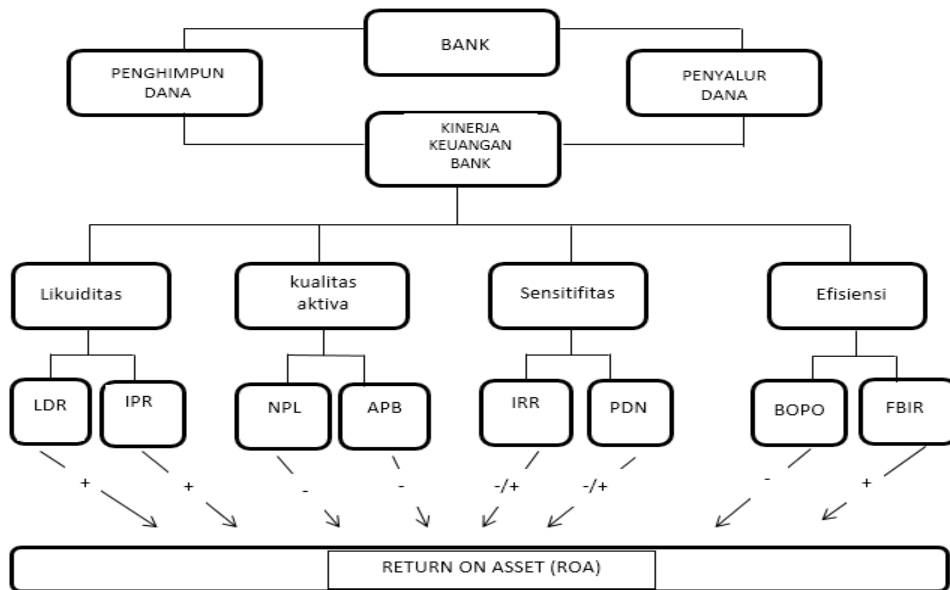 BANK
PENGHIMPUN
DANA
PENYALUR
DANA
KINERJA
KEUANGAN
BANK
Likuiditas
kualitas
aktiva
Sensitifitas
Efisiensi
LDR
IPR
NPL
APB
IRR
PDN
BOPO
FBIR
+
+
-
-
-/+
-/+
-
+
RETURN ON ASSET (ROA)